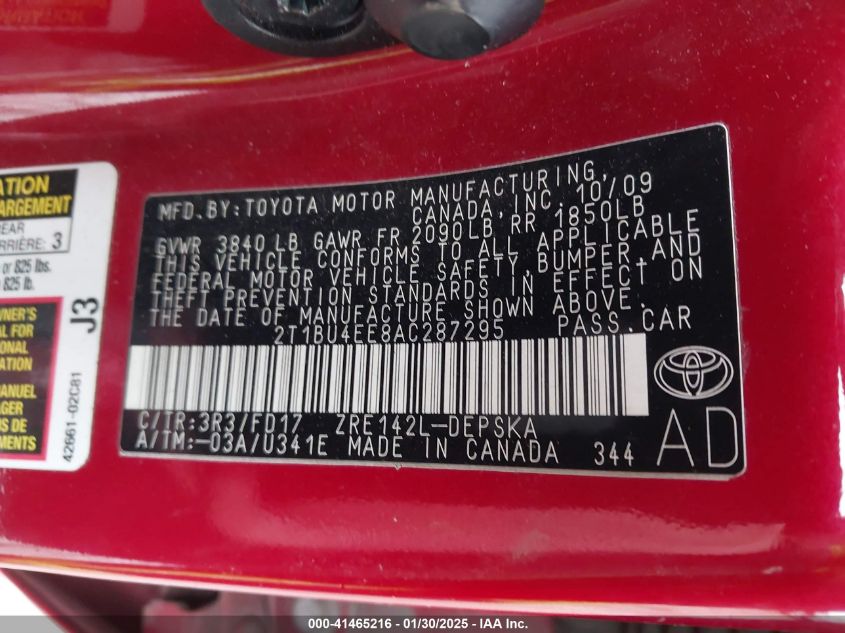 MFD.BY:TOYOTA MOTOR MANUFACTURING,
CANADA, INC. 10/09
GVWR 3840 LB GAWR FR 2090LB, RR 1850LB
THIS VEHICLE CONFORMS TO ALL APPLICABLE
FEDERAL MOTOR VEHICLE SAFETY, BUMPER, AND
THEFT PREVENTION STANDARDS IN EFFECT ON
THE DATE OF MANUFACTURE SHOWN ABOVE.
2T1BU4EE8AC287295 PASS.CAR
C/TR:3R3/FD17 ZRE142L-DEPSKA
A/TM:-03A/U341E MADE IN CANADA 344
AD
ATION
ARGEMENT
REAR
ARRIÈRE: 3
or 825 lbs.
825 lb.
J3
WNER'S
AL FOR
ONAL
ATION
MANUEL
AGER
US DE
MENTS
42661-02C81
000-41465216 - 01/30/2025 - IAA, Inc.